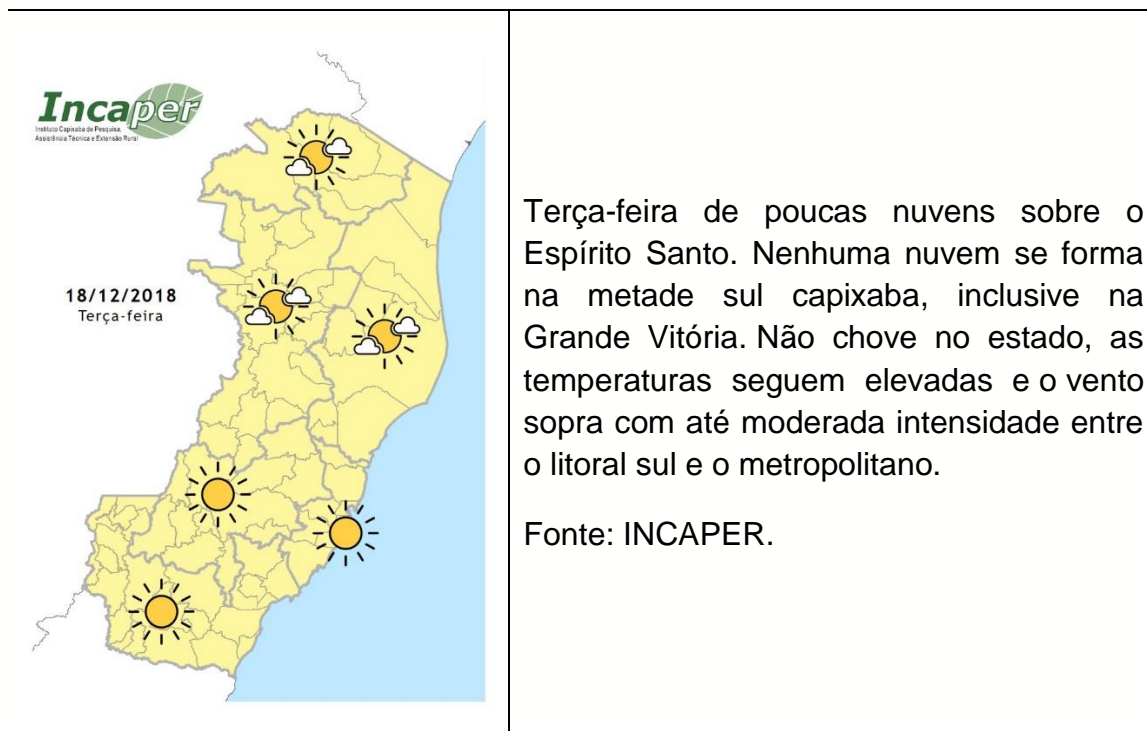 Incaper
Instituto Capixaba de Pesquisa,
Assistência Técnica e Extensão Rural
18/12/2018
Terça-feira
Terça-feira de poucas nuvens sobre o
Espírito Santo. Nenhuma nuvem se forma
na metade sul capixaba, inclusive na
Grande Vitória. Não chove no estado, as
temperaturas seguem elevadas e o vento
sopra com até moderada intensidade entre
o litoral sul e o metropolitano.
Fonte: INCAPER.